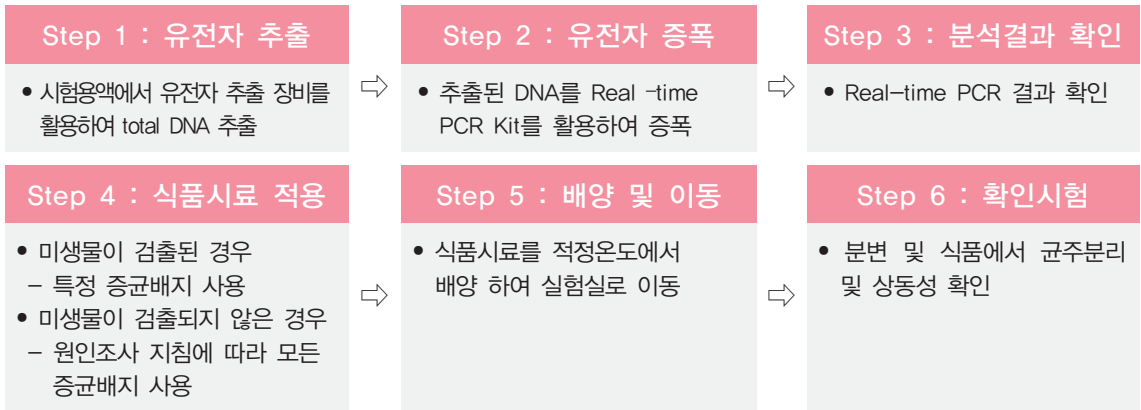 Step 1 : 유전자 추출
• 시험용액에서 유전자 추출 장비를
활용하여 total DNA 추출
⇨
Step 2 : 유전자 증폭
• 추출된 DNA를 Real -time
PCR Kit를 활용하여 증폭
⇨
Step 3 : 분석결과 확인
• Real-time PCR 결과 확인
Step 4 : 식품시료 적용
• 미생물이 검출된 경우
- 특정 증균배지 사용
• 미생물이 검출되지 않은 경우
- 원인조사 지침에 따라 모든
증균배지 사용
⇨
Step 5 : 배양 및 이동
• 식품시료를 적정온도에서
배양 하여 실험실로 이동
⇨
Step 6 : 확인시험
• 분변 및 식품에서 균주분리
및 상동성 확인